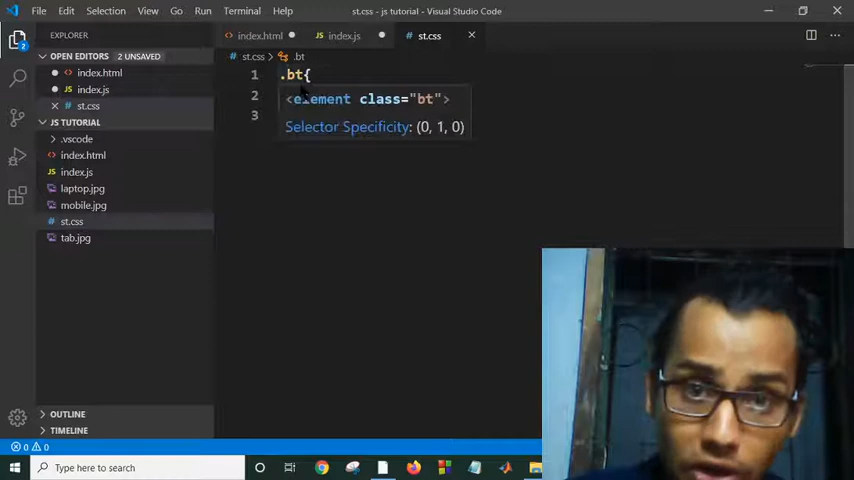 File Edit Selection View Go Run Terminal Help
st.css - js tutorial - Visual Studio Code
EXPLORER
index.html
index.js
st.css
OPEN EDITORS 2 UNSAVED
index.html
index.js
st.css
JS TUTORIAL
.vscode
index.html
index.js
laptop.jpg
mobile.jpg
st.css
tab.jpg
OUTLINE
TIMELINE
st.css > .bt
1 .bt{
2
3
<element class="bt">
Selector Specificity: (0, 1, 0)
2
0 0
Type here to search